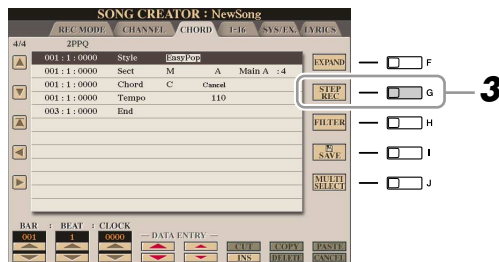 SONG CREATOR : NewSong
REC MODE CHANNEL CHORD 1-16 SYS/EX. LYRICS
4/4 2PPQ
001 : 1 : 0000 Style EasyPop
001 : 1 : 0000 Sect M A Main A : 4
001 : 1 : 0000 Chord C Cancel
001 : 1 : 0000 Tempo 110
003 : 1 : 0000 End
EXPAND F
STEP REC G 3
FILTER H
SAVE I
MULTI SELECT J
BAR : BEAT : CLOCK
001 1 0000
DATA ENTRY
CUT COPY PASTE
INS DELETE CANCEL